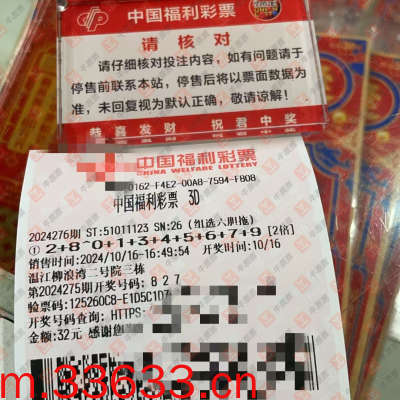 中国福利彩票
请核对
请仔细核对投注内容，如有问题请于
停售前联系本站，停售后将以票面数据为
准，未回复视为默认正确，敬请谅解！
恭喜发财 祝君中奖
中国福利彩票
CHINA WELFARE LOTTERY
0162-F4E2-00A8-7594-F808
中国福利彩票 3D
2024276期 ST:51011123 SN:26 (组选六胆拖)
① 2+8^0+1+3+4+5+6+7+9 [2倍]
销售时间:2024/10/16-16:49:54 开奖时间:10/16
温江柳浪湾二号院三栋
第2024275期开奖号码: 8 2 7
验票码:125260C8-E1D5C1D7
开奖号码查询: HTTPS:
金额:32元 感谢您
m.33633.cn